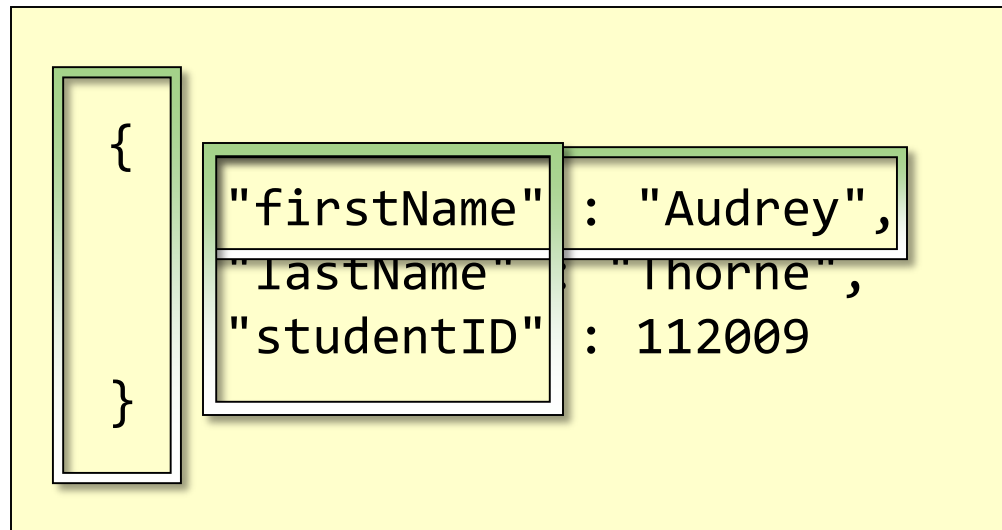 {
"firstName" : "Audrey",
"lastName" : "Thorne",
"studentID" : 112009
}